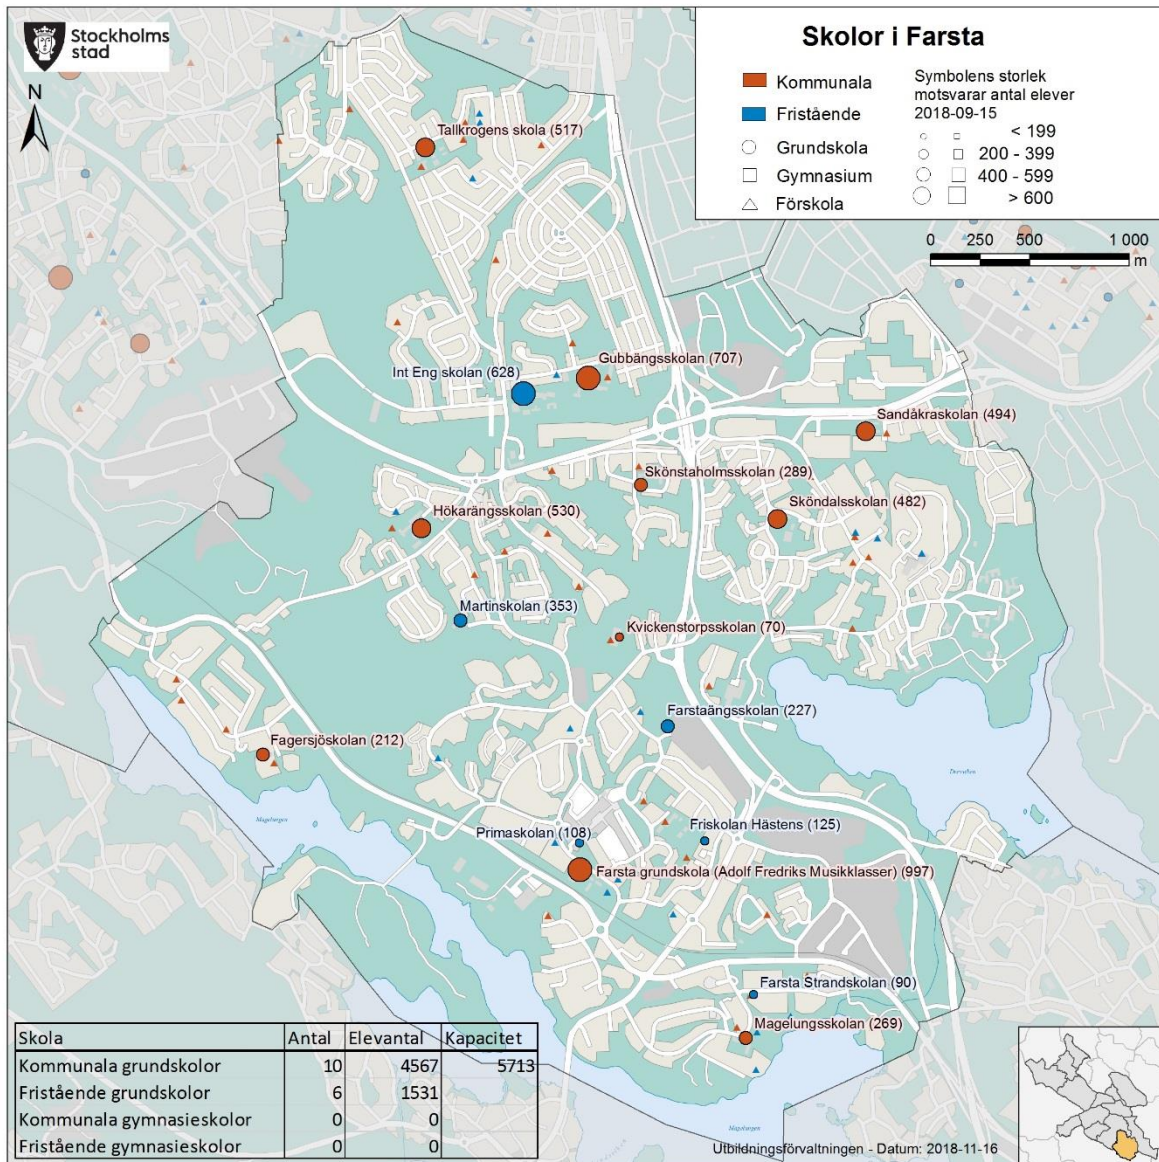 Stockholms
stad
N
Skolor i Farsta
Kommunala
Fristående
Grundskola
Gymnasium
Förskola
Symbolens storlek
motsvarar antal elever
2018-09-15
< 199
200 - 399
400 - 599
> 600
0 250 500 1 000
m
Tallkrogens skola (517)
Gubbängsskolan (707)
Int Eng skolan (628)
Sandåkraskolan (494)
Skönstaholmsskolan (289)
Sköndalsskolan (482)
Hökarängsskolan (530)
Martinskolan (353)
Kvickenstorpsskolan (70)
Farstaängsskolan (227)
Fagersjöskolan (212)
Drevviken
Magelungen
Primaskolan (108)
Friskolan Hästens (125)
Farsta grundskola (Adolf Fredriks Musikklasser) (997)
Farsta Strandskolan (90)
Magelungsskolan (269)
Magelungen
Skola Antal Elevantal Kapacitet
Kommunala grundskolor 10 4567 5713
Fristående grundskolor 6 1531
Kommunala gymnasieskolor 0 0
Fristående gymnasieskolor 0 0
Utbildningsförvaltningen - Datum: 2018-11-16